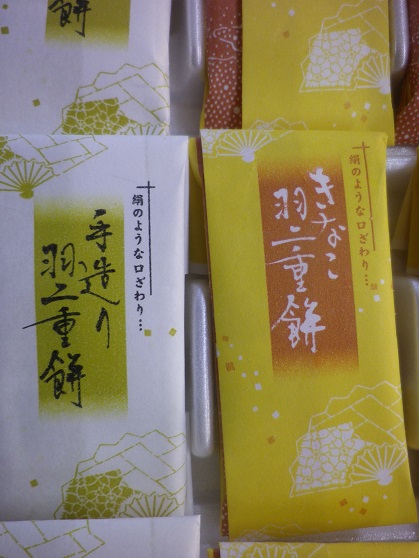 餅
絹のような口ざわり…
手造り
羽二重餅
絹のような口ざわり…
きなこ
羽二重餅